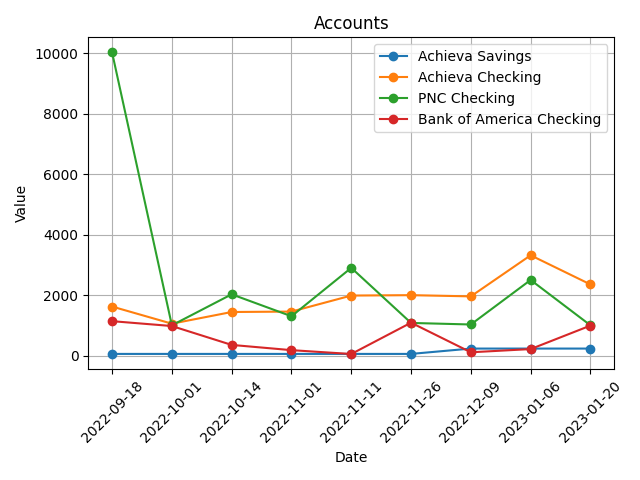 Accounts
Achieva Savings
Achieva Checking
PNC Checking
Bank of America Checking
10000
8000
6000
4000
2000
0
Value
2022-09-18
2022-10-01
2022-10-14
2022-11-01
2022-11-11
2022-11-26
2022-12-09
2023-01-06
2023-01-20
Date